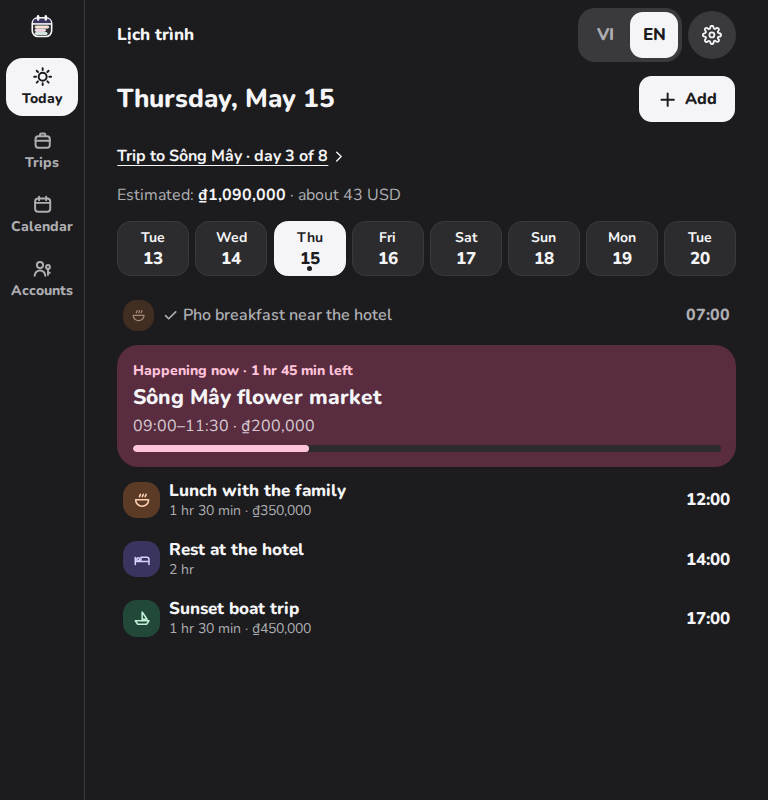 Lịch trình
VI
EN
Today
Trips
Calendar
Accounts
Thursday, May 15
Add
Trip to Sông Mây · day 3 of 8
Estimated: ₫1,090,000 · about 43 USD
Tue 13
Wed 14
Thu 15
Fri 16
Sat 17
Sun 18
Mon 19
Tue 20
Pho breakfast near the hotel
07:00
Happening now · 1 hr 45 min left
Sông Mây flower market
09:00–11:30 · ₫200,000
Lunch with the family
1 hr 30 min · ₫350,000
12:00
Rest at the hotel
2 hr
14:00
Sunset boat trip
1 hr 30 min · ₫450,000
17:00